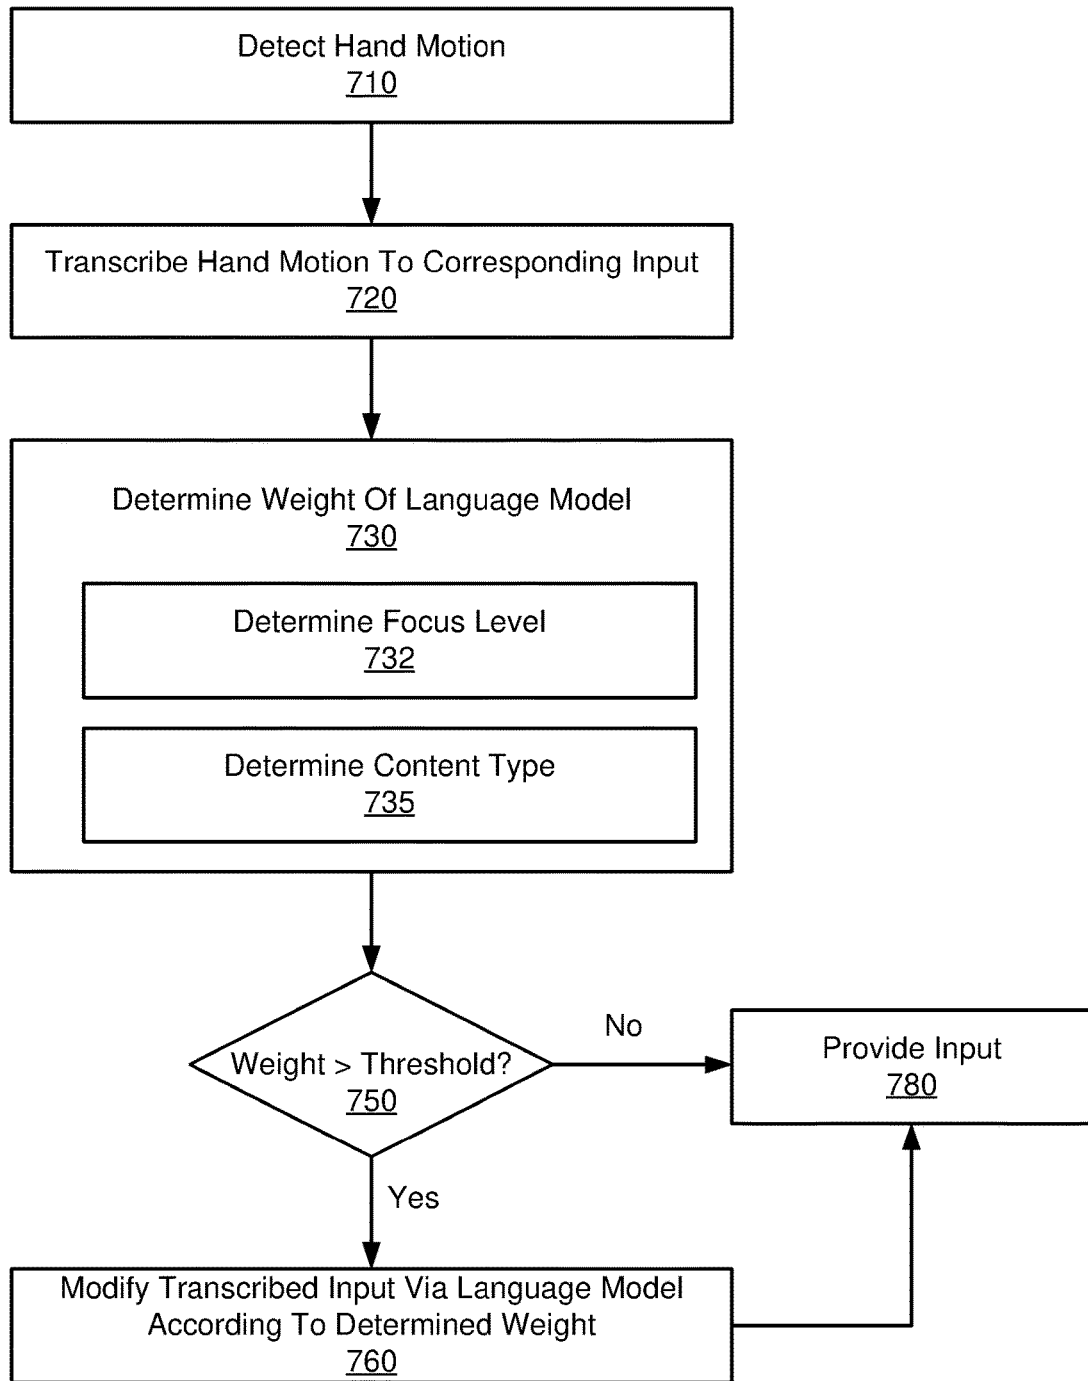 Detect Hand Motion
710
Transcribe Hand Motion To Corresponding Input
720
Determine Weight Of Language Model
730
Determine Focus Level
732
Determine Content Type
735
Weight > Threshold?
750
No
Provide Input
780
Yes
Modify Transcribed Input Via Language Model
According To Determined Weight
760